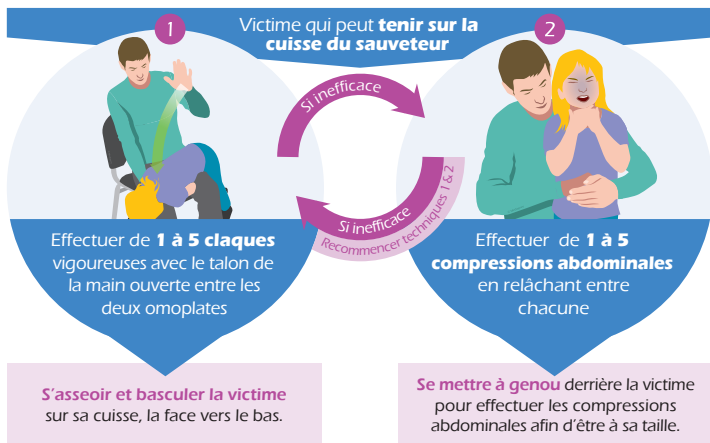 Victime qui peut tenir sur la
cuisse du sauveteur
1
2
Si inefficace
Si inefficace
Recommencer techniques 1 & 2
Effectuer de 1 à 5 claques
vigoureuses avec le talon de
la main ouverte entre les
deux omoplates
Effectuer de 1 à 5
compressions abdominales
en relâchant entre
chacune
S'asseoir et basculer la victime
sur sa cuisse, la face vers le bas.
Se mettre à genou derrière la victime
pour effectuer les compressions
abdominales afin d'être à sa taille.